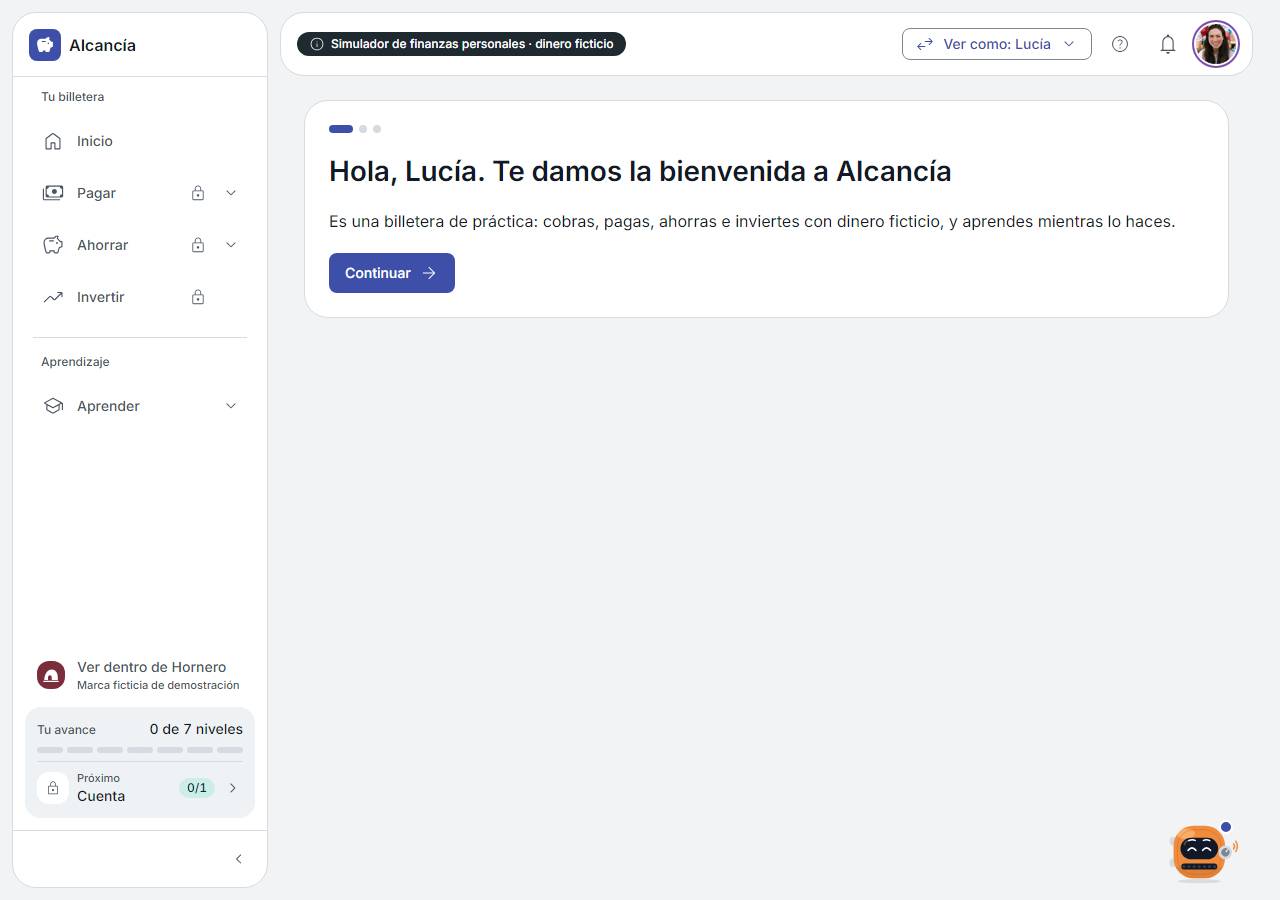 Alcancía
Tu billetera
Inicio
Pagar
Ahorrar
Invertir
Aprendizaje
Aprender
Ver dentro de Hornero
Marca ficticia de demostración
Tu avance
0 de 7 niveles
Próximo
Cuenta
0/1
Simulador de finanzas personales · dinero ficticio
Ver como: Lucía
Hola, Lucía. Te damos la bienvenida a Alcancía
Es una billetera de práctica: cobras, pagas, ahorras e inviertes con dinero ficticio, y aprendes mientras lo haces.
Continuar